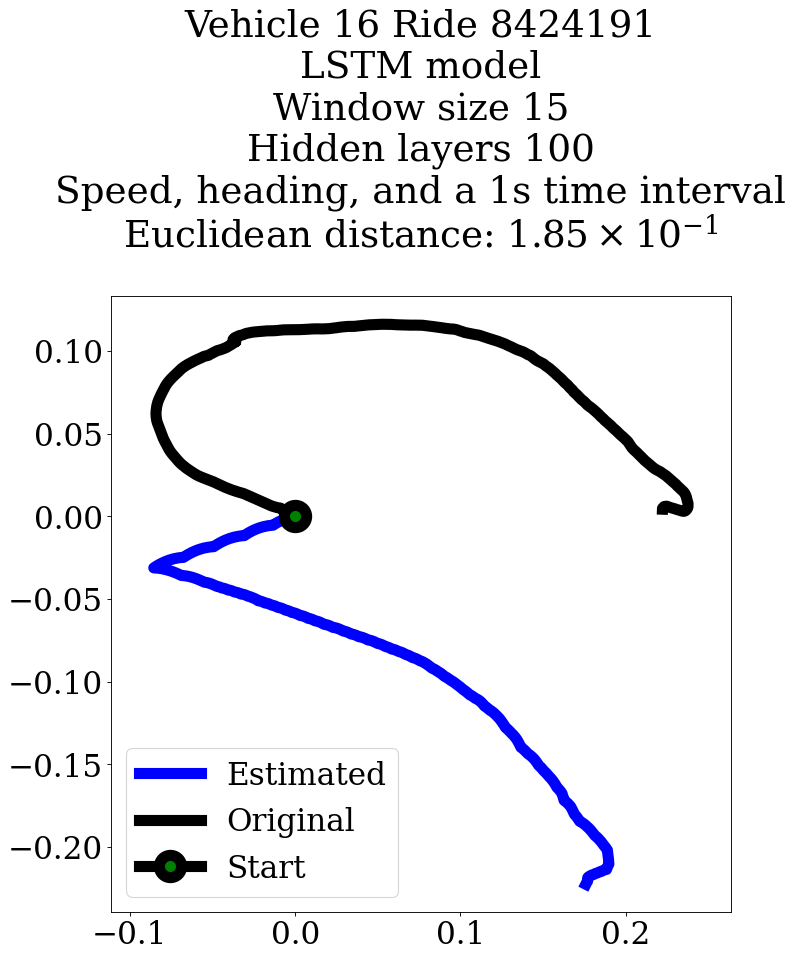 Vehicle 16 Ride 8424191
LSTM model
Window size 15
Hidden layers 100
Speed, heading, and a 1s time interval
Euclidean distance: 1.85 × 10⁻¹
0.10
0.05
0.00
−0.05
−0.10
−0.15
−0.20
Estimated
Original
Start
−0.1
0.0
0.1
0.2